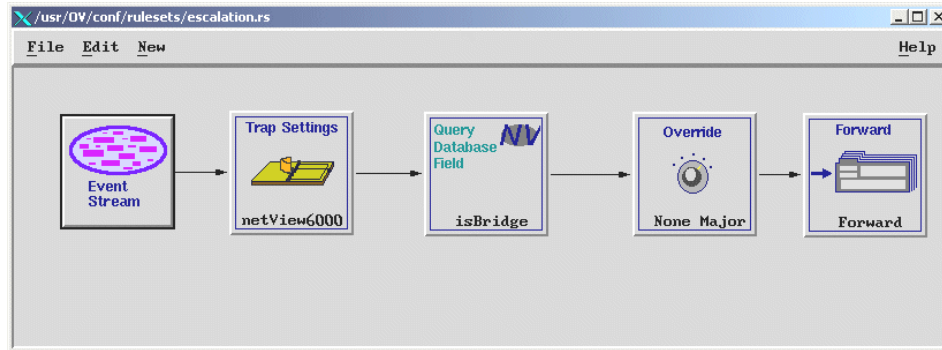 /usr/OV/conf/rulesets/escalation.rs
File Edit New Help
Event
Stream
Trap Settings
netView6000
Query
Database
Field
NV
isBridge
Override
None Major
Forward
Forward